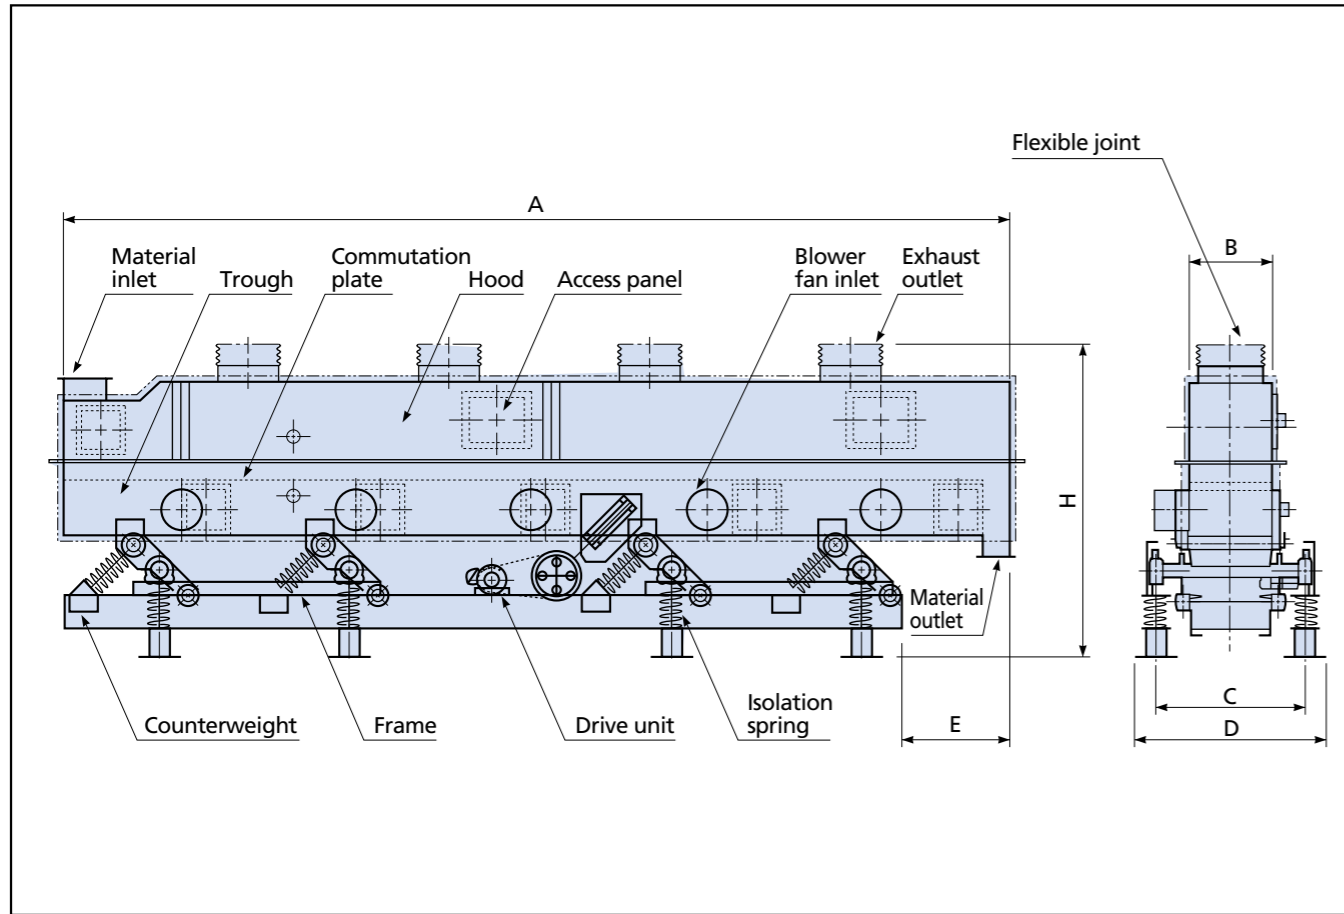 Flexible joint
A
B
Material
inlet
Trough
Commutation
plate
Hood
Access panel
Blower
fan inlet
Exhaust
outlet
H
Material
outlet
Counterweight
Frame
Drive unit
Isolation
spring
E
C
D